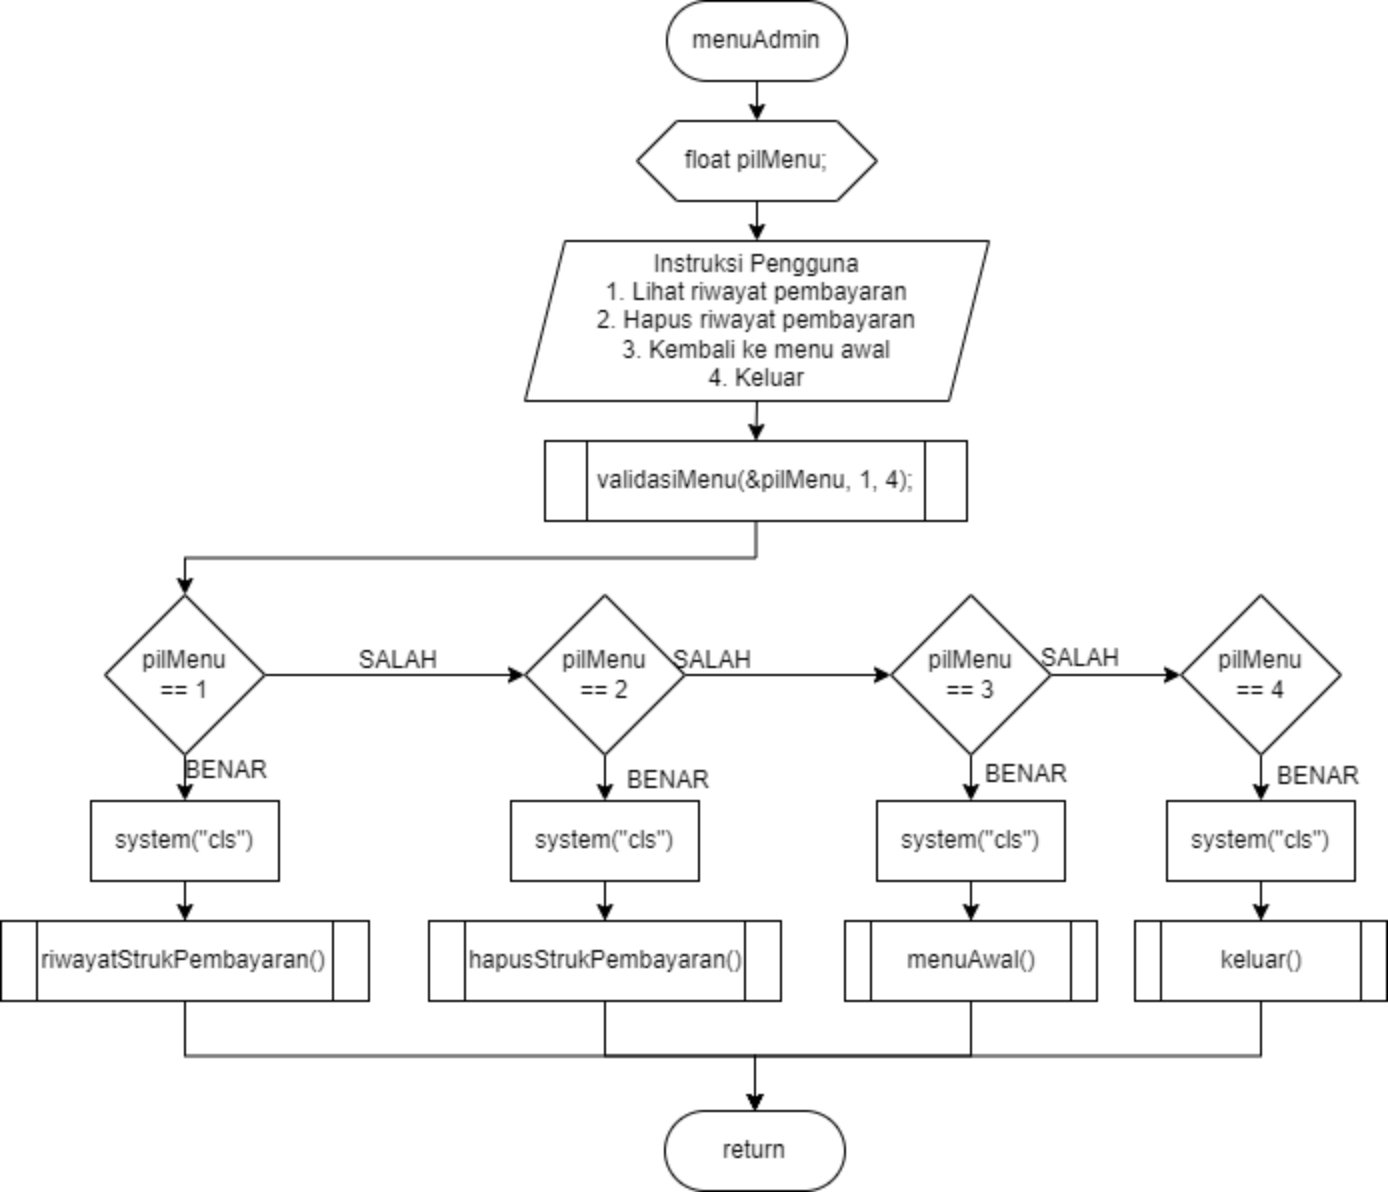 menuAdmin
float pilMenu;
Instruksi Pengguna
1. Lihat riwayat pembayaran
2. Hapus riwayat pembayaran
3. Kembali ke menu awal
4. Keluar
validasiMenu(&pilMenu, 1, 4);
pilMenu
== 1
SALAH
pilMenu
== 2
SALAH
pilMenu
== 3
SALAH
pilMenu
== 4
BENAR
BENAR
BENAR
BENAR
system("cls")
system("cls")
system("cls")
system("cls")
riwayatStrukPembayaran()
hapusStrukPembayaran()
menuAwal()
keluar()
return